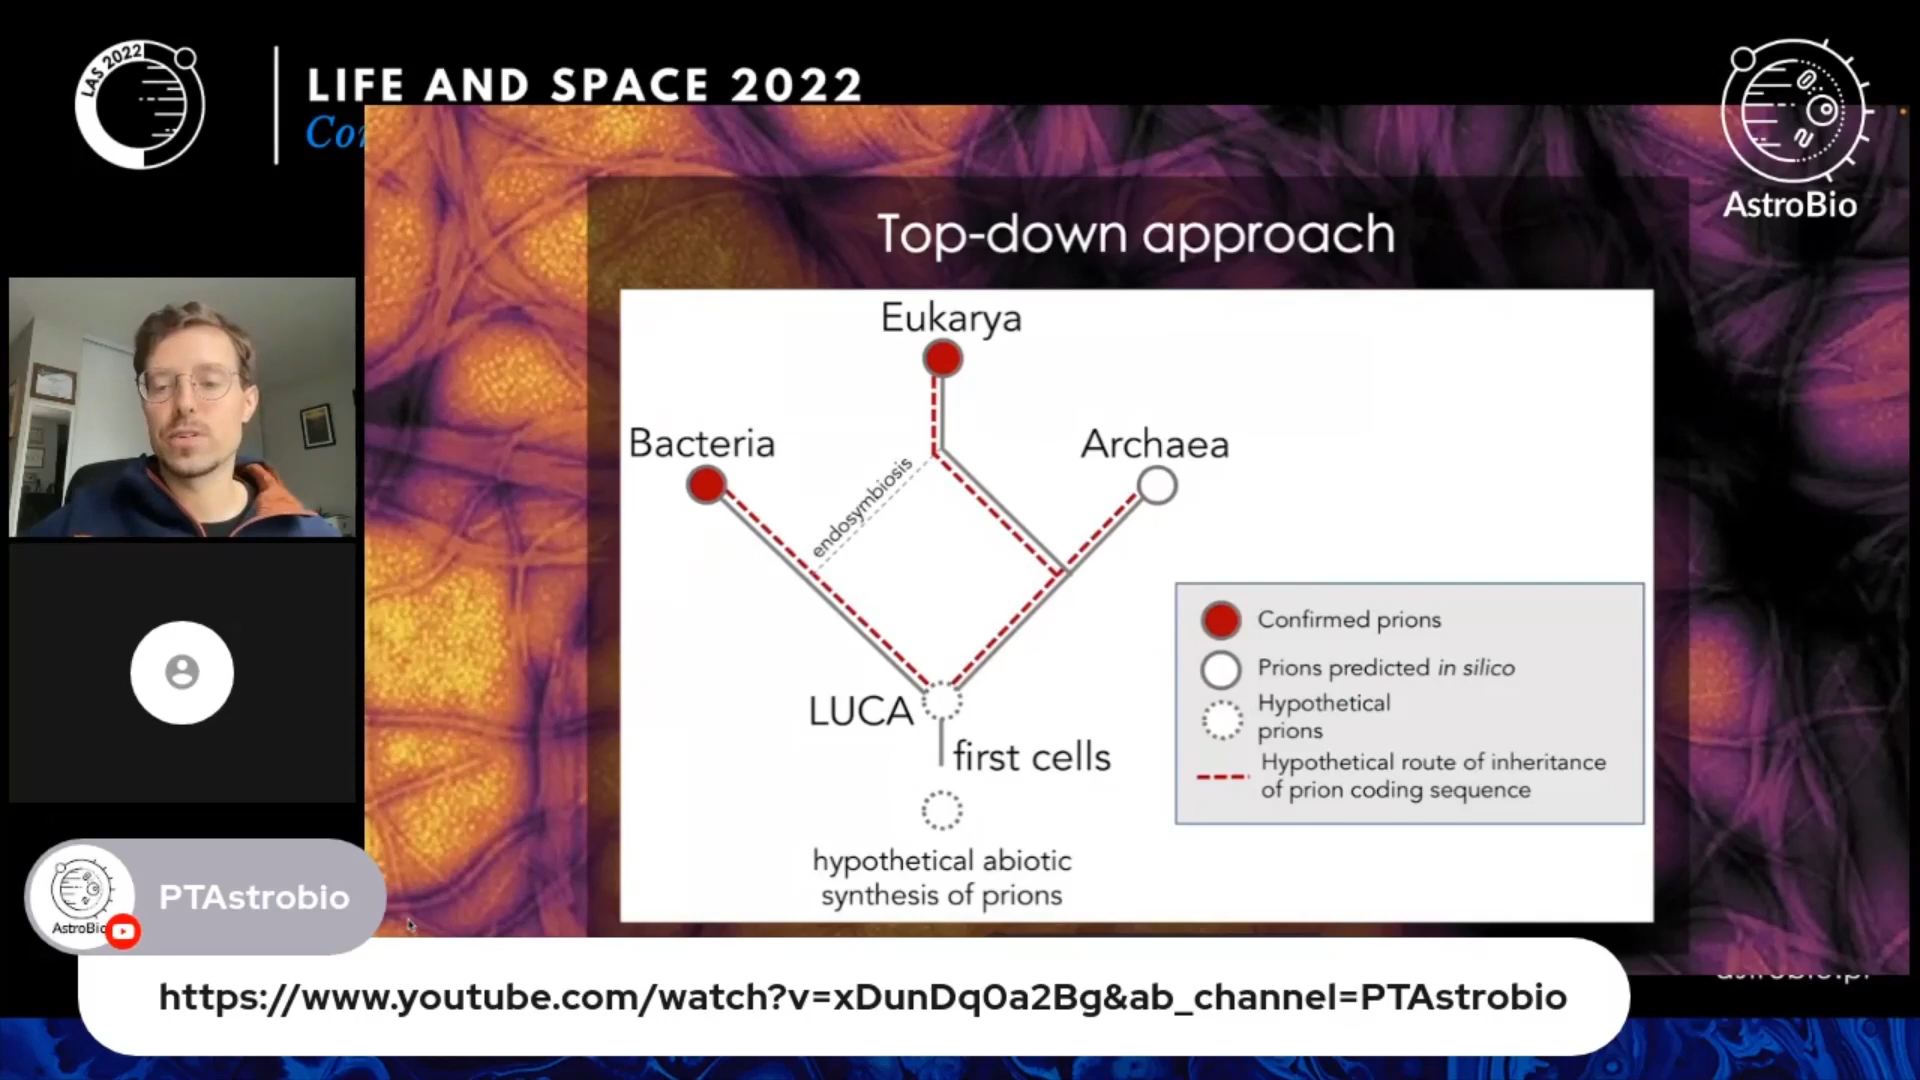 LAS 2022
LIFE AND SPACE 2022
AstroBio
Top-down approach
Eukarya
Bacteria
Archaea
endosymbiosis
LUCA
first cells
hypothetical abiotic
synthesis of prions
Confirmed prions
Prions predicted in silico
Hypothetical
prions
Hypothetical route of inheritance
of prion coding sequence
AstroBio
PTAstrobio
https://www.youtube.com/watch?v=xDunDq0a2Bg&ab_channel=PTAstrobio